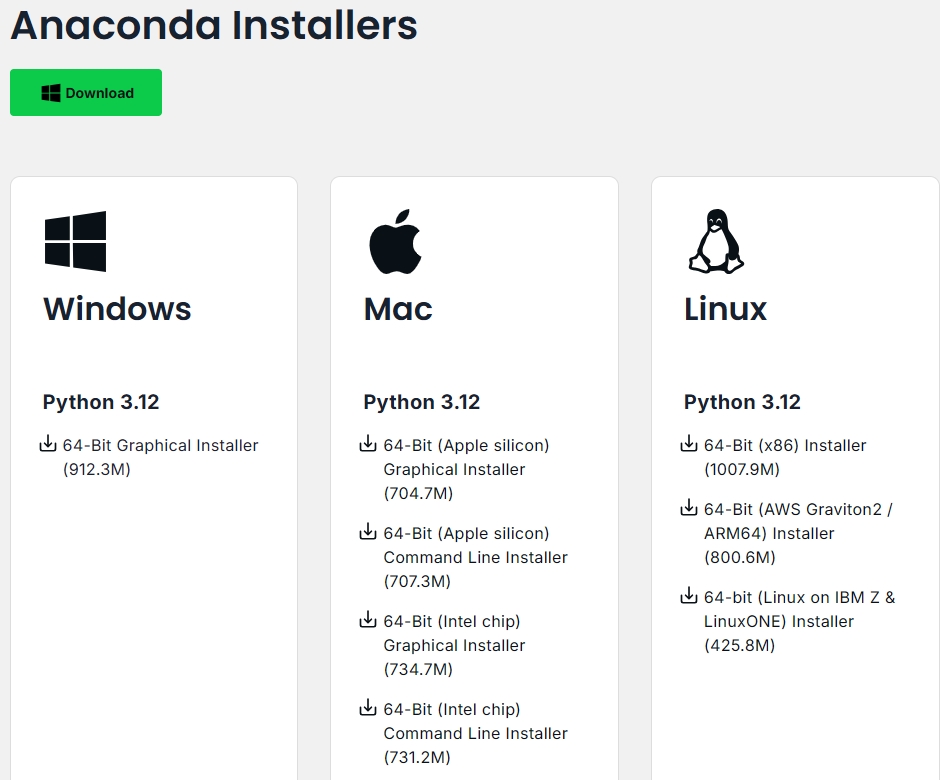 Anaconda Installers
Download
Windows
Python 3.12
64-Bit Graphical Installer
(912.3M)
Mac
Python 3.12
64-Bit (Apple silicon)
Graphical Installer
(704.7M)
64-Bit (Apple silicon)
Command Line Installer
(707.3M)
64-Bit (Intel chip)
Graphical Installer
(734.7M)
64-Bit (Intel chip)
Command Line Installer
(731.2M)
Linux
Python 3.12
64-Bit (x86) Installer
(1007.9M)
64-Bit (AWS Graviton2 /
ARM64) Installer
(800.6M)
64-bit (Linux on IBM Z &
LinuxONE) Installer
(425.8M)